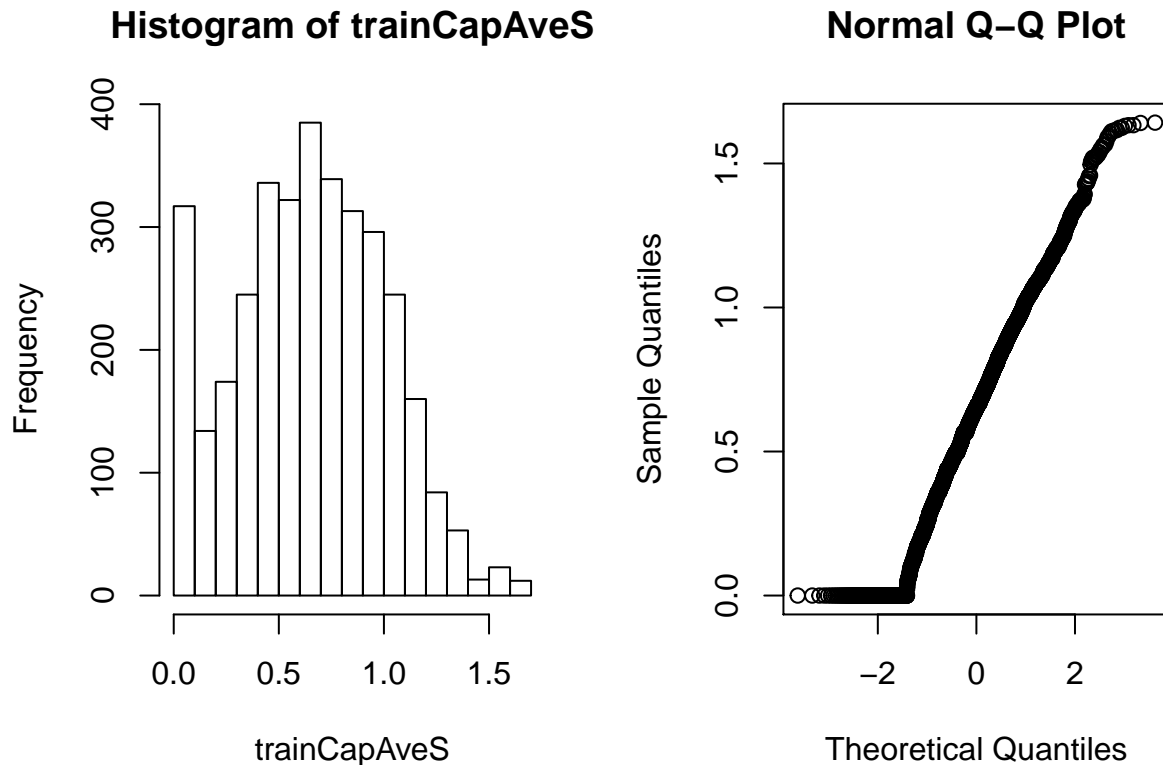 Histogram of trainCapAveS
Frequency
400
300
200
100
0
0.0 0.5 1.0 1.5
trainCapAveS
Normal Q−Q Plot
Sample Quantiles
1.5
1.0
0.5
0.0
−2 0 2
Theoretical Quantiles